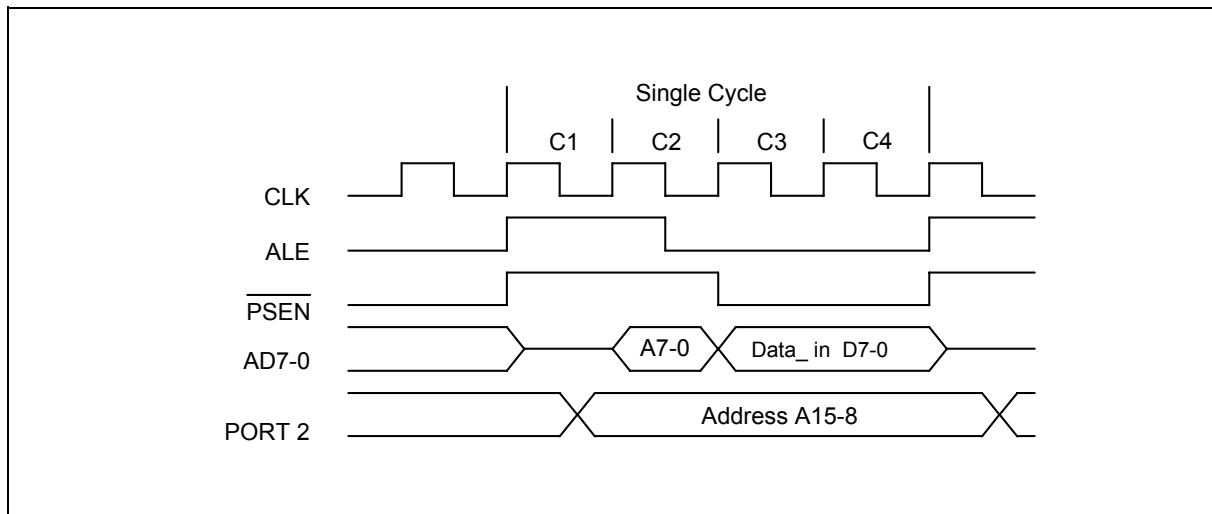 Single Cycle
C1 C2 C3 C4
CLK
ALE
PSEN
AD7-0 A7-0 Data_ in D7-0
PORT 2 Address A15-8